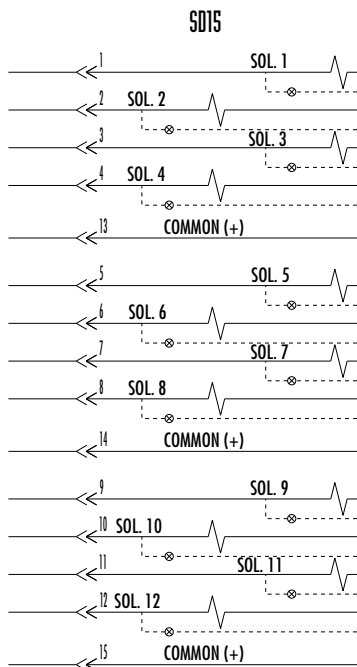 SD15
1 SOL. 1
2 SOL. 2
3 SOL. 3
4 SOL. 4
13 COMMON (+)
5 SOL. 5
6 SOL. 6
7 SOL. 7
8 SOL. 8
14 COMMON (+)
9 SOL. 9
10 SOL. 10
11 SOL. 11
12 SOL. 12
15 COMMON (+)